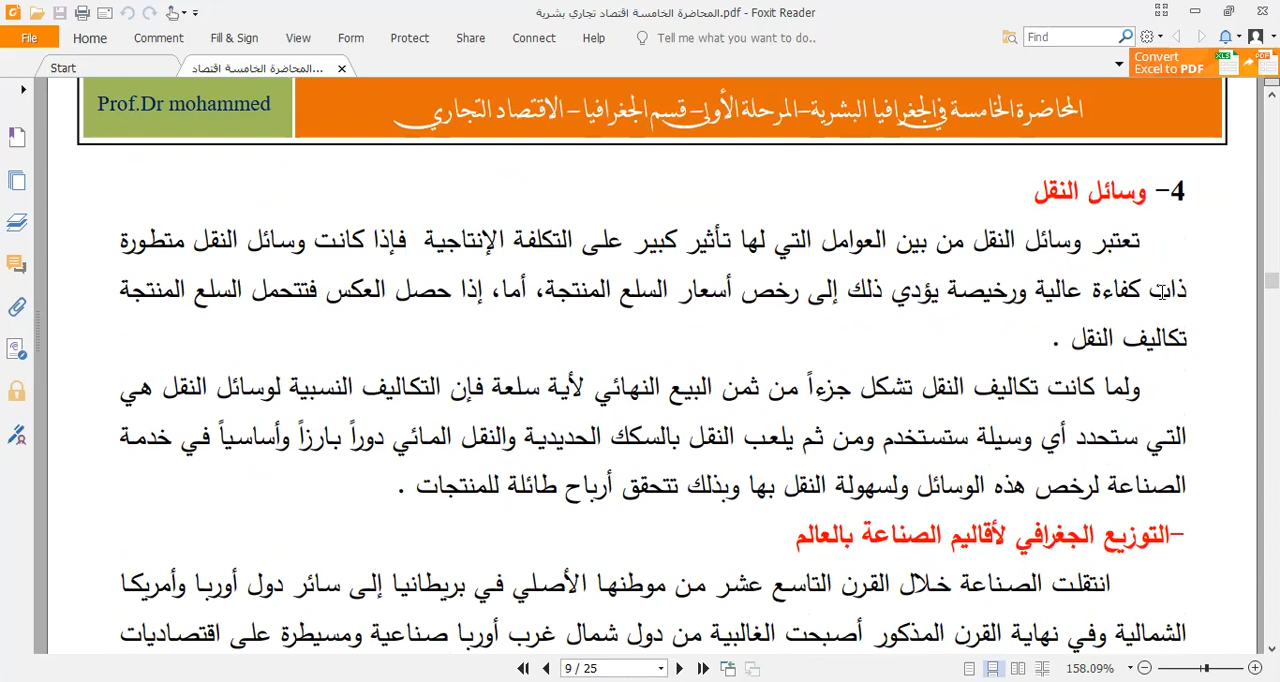 المحاضرة الخامسة اقتصاد تجاري بشرية.pdf - Foxit Reader
File Home Comment Fill & Sign View Form Protect Share Connect Help Tell me what you want to do.. Find
Start
المحاضرة الخامسة اقتصاد...
Convert
Excel to PDF
Prof.Dr mohammed
المحاضرة الخامسة في الجغرافيا البشرية – المرحلة الأولى – قسم الجغرافيا – الاقتصاد التجاري
4- وسائل النقل
تعتبر وسائل النقل من بين العوامل التي لها تأثير كبير على التكلفة الإنتاجية فإذا كانت وسائل النقل متطورة
ذات كفاءة عالية ورخيصة يؤدي ذلك إلى رخص أسعار السلع المنتجة، أما، إذا حصل العكس فتتحمل السلع المنتجة
تكاليف النقل .
ولما كانت تكاليف النقل تشكل جزءاً من ثمن البيع النهائي لأية سلعة فإن التكاليف النسبية لوسائل النقل هي
التي ستحدد أي وسيلة ستستخدم ومن ثم يلعب النقل بالسكك الحديدية والنقل المائي دوراً بارزاً وأساسياً في خدمة
الصناعة لرخص هذه الوسائل ولسهولة النقل بها وبذلك تتحقق أرباح طائلة للمنتجات .
-التوزيع الجغرافي لأقاليم الصناعة بالعالم
انتقلت الصناعة خلال القرن التاسع عشر من موطنها الأصلي في بريطانيا إلى سائر دول أوربا وأمريكا
الشمالية وفي نهاية القرن المذكور أصبحت الغالبية من دول شمال غرب أوربا صناعية ومسيطرة على اقتصاديات
9 / 25
158.09%